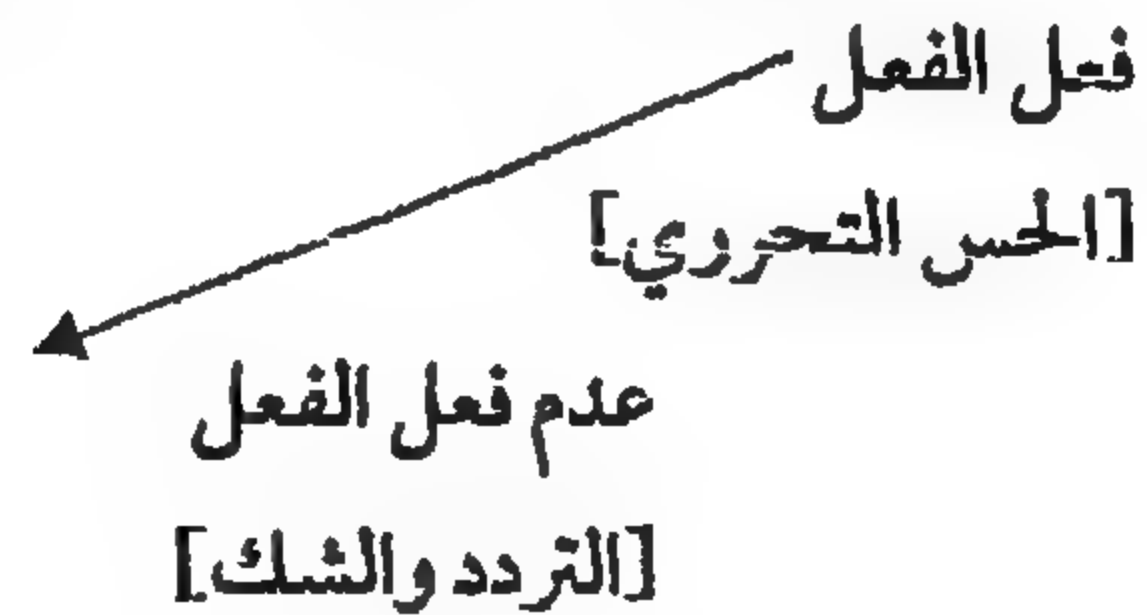 فعل الفعل
[الحس التحرري]
عدم فعل الفعل
[التردد والشك]